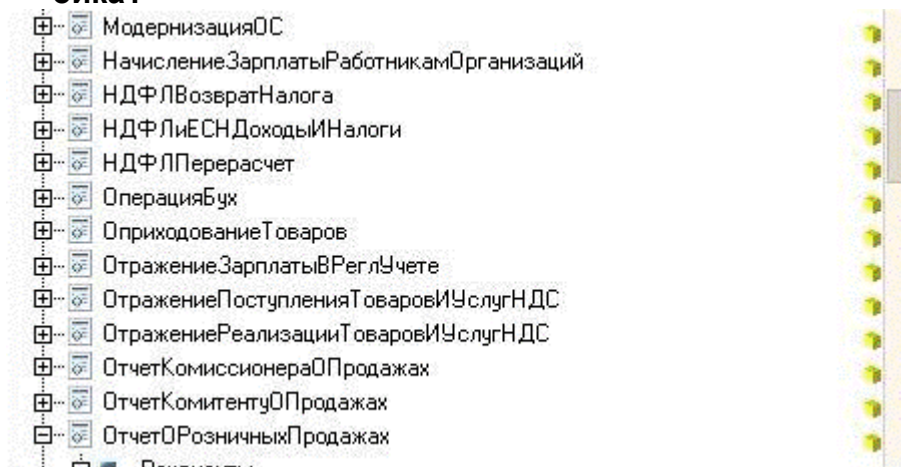 МодернизацияОС
НачислениеЗарплатыРаботникамОрганизаций
НДФЛВозвратНалога
НДФЛиЕСНДоходыИНалоги
НДФЛПерерасчет
ОперацияБух
ОприходованиеТоваров
ОтражениеЗарплатыВРеглУчете
ОтражениеПоступленияТоваровИУслугНДС
ОтражениеРеализацииТоваровИУслугНДС
ОтчетКомиссионераОПродажах
ОтчетКомитентуОПродажах
ОтчетОРозничныхПродажах